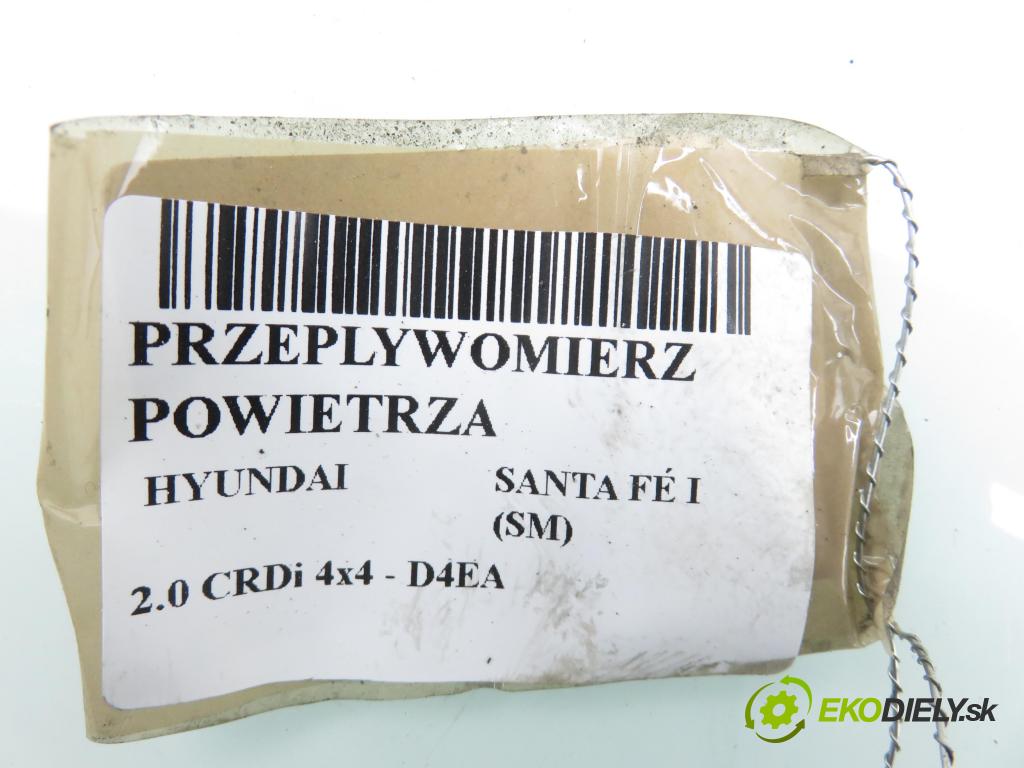 PRZEPLYWOMIERZ
POWIETRZA
HYUNDAI SANTA FÉ I
(SM)
2.0 CRDi 4x4 - D4EA
EKODIELY.sk